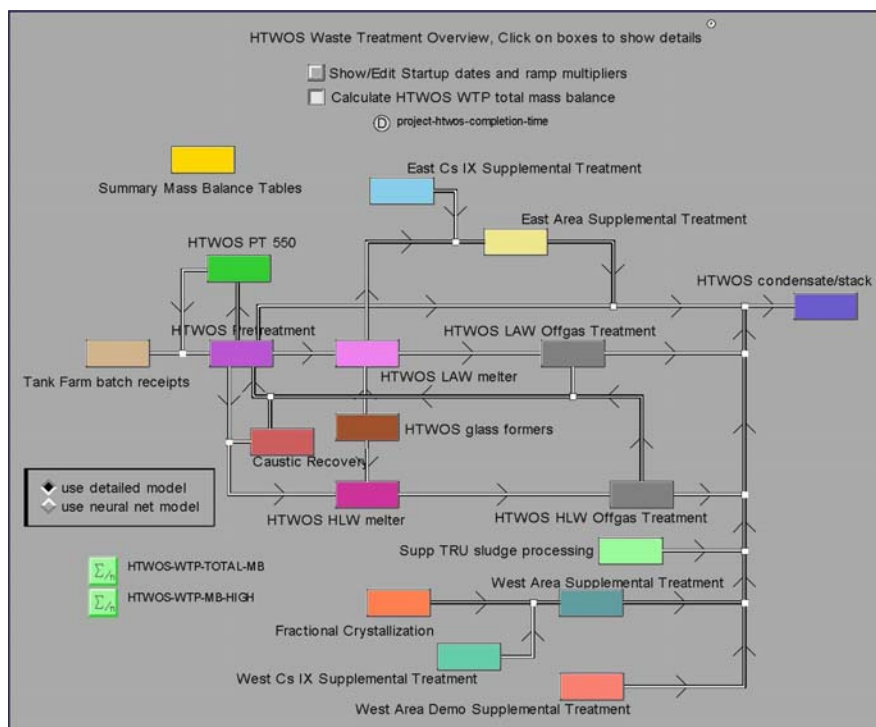 HTWOS Waste Treatment Overview, Click on boxes to show details
Show/Edit Startup dates and ramp multipliers
Calculate HTWOS WTP total mass balance
D project-htwos-completion-time
East Cs IX Supplemental Treatment
Summary Mass Balance Tables
East Area Supplemental Treatment
HTWOS PT 550
HTWOS condensate/stack
HTWOS Pretreatment
HTWOS LAW Offgas Treatment
Tank Farm batch receipts
HTWOS LAW melter
HTWOS glass formers
Caustic Recovery
use detailed model
use neural net model
HTWOS HLW melter
HTWOS HLW Offgas Treatment
Supp TRU sludge processing
Σ/n HTWOS-WTP-TOTAL-MB
West Area Supplemental Treatment
Σ/n HTWOS-WTP-MB-HIGH
Fractional Crystallization
West Cs IX Supplemental Treatment
West Area Demo Supplemental Treatment